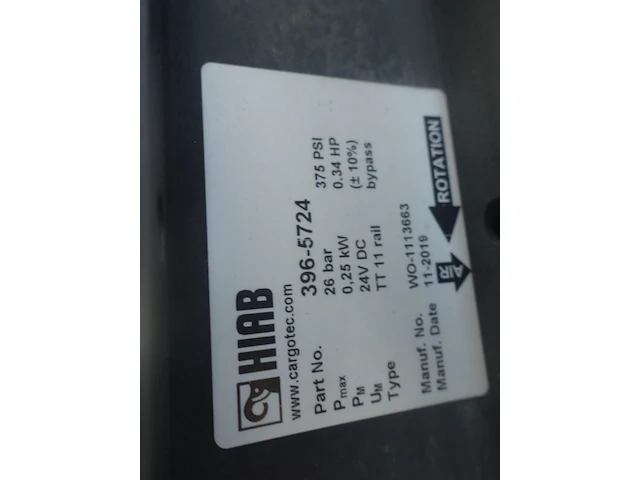 HIAB
www.cargotec.com
Part No. 396-5724
Pmax 26 bar 375 PSI
PM 0,25 kW 0.34 HP
UM 24V DC (± 10%)
Type TT 11 rail bypass
Manuf. No. WO-1113663
Manuf. Date 11-2019
AIR ROTATION